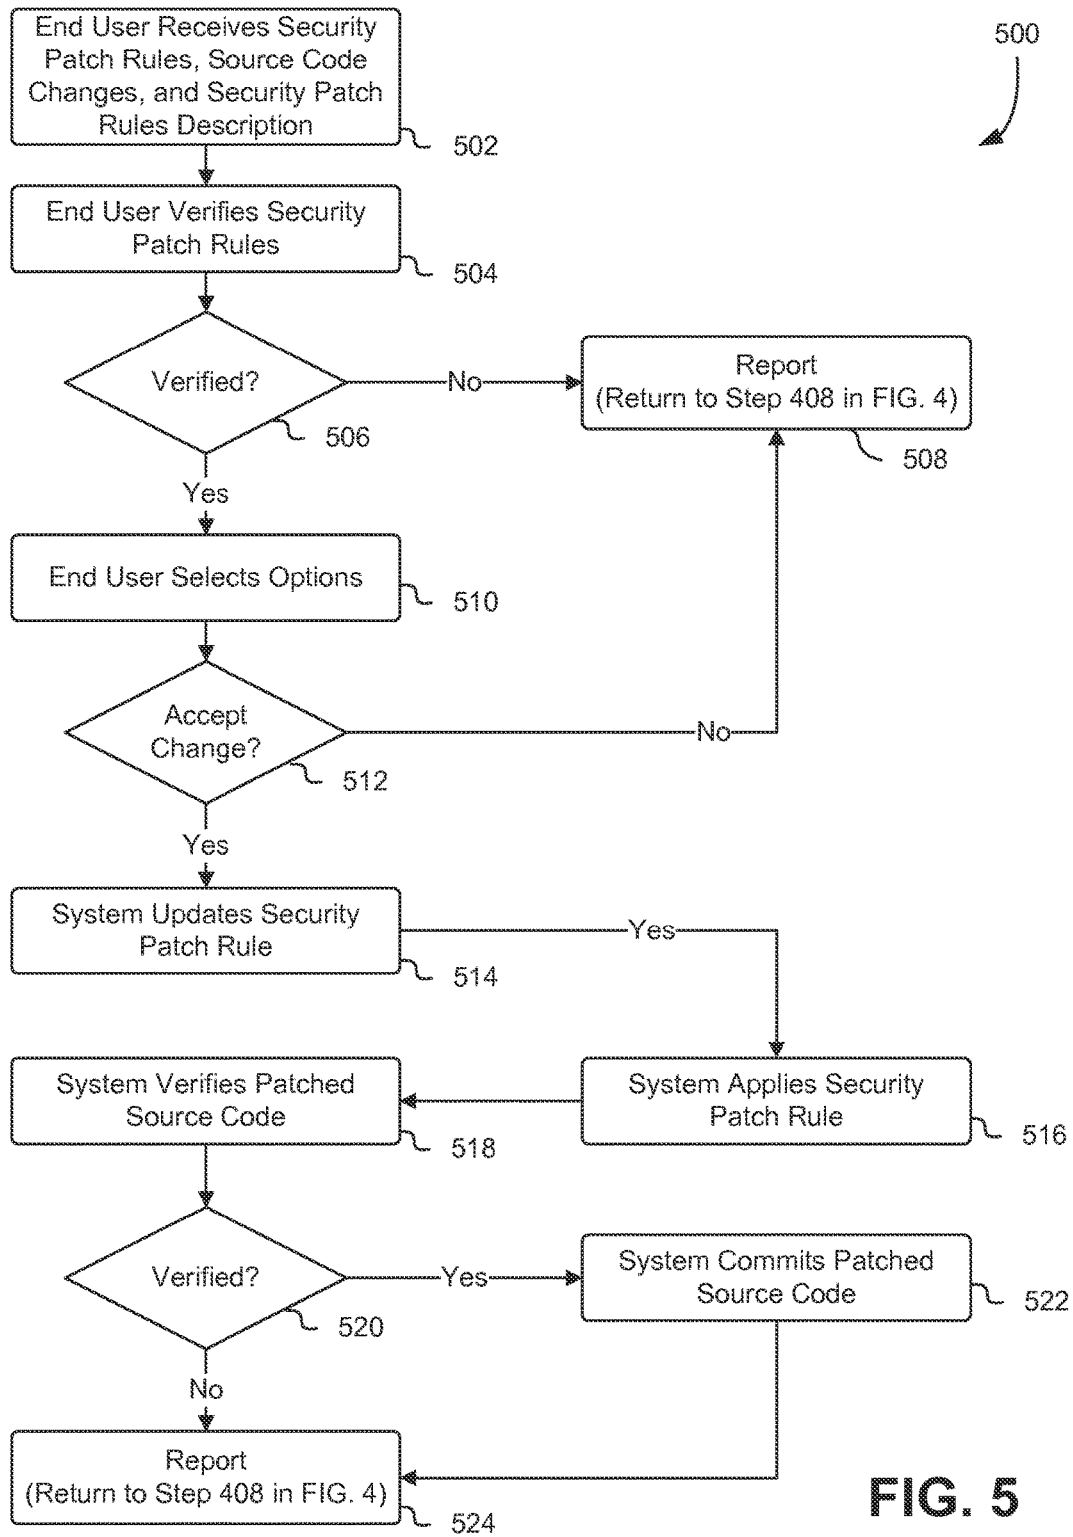 End User Receives Security
Patch Rules, Source Code
Changes, and Security Patch
Rules Description
502
500
End User Verifies Security
Patch Rules
504
Verified?
506
No
Report
(Return to Step 408 in FIG. 4)
508
Yes
End User Selects Options
510
Accept
Change?
512
No
Yes
System Updates Security
Patch Rule
514
Yes
System Applies Security
Patch Rule
516
System Verifies Patched
Source Code
518
Verified?
520
Yes
System Commits Patched
Source Code
522
No
Report
(Return to Step 408 in FIG. 4)
524
FIG. 5